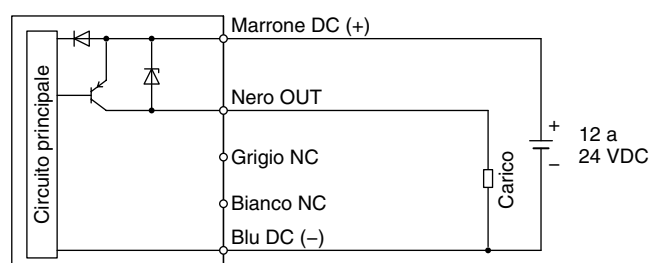 Circuito principale
Marrone DC (+)
Nero OUT
Grigio NC
Bianco NC
Blu DC (−)
Carico
+
−
12 a
24 VDC